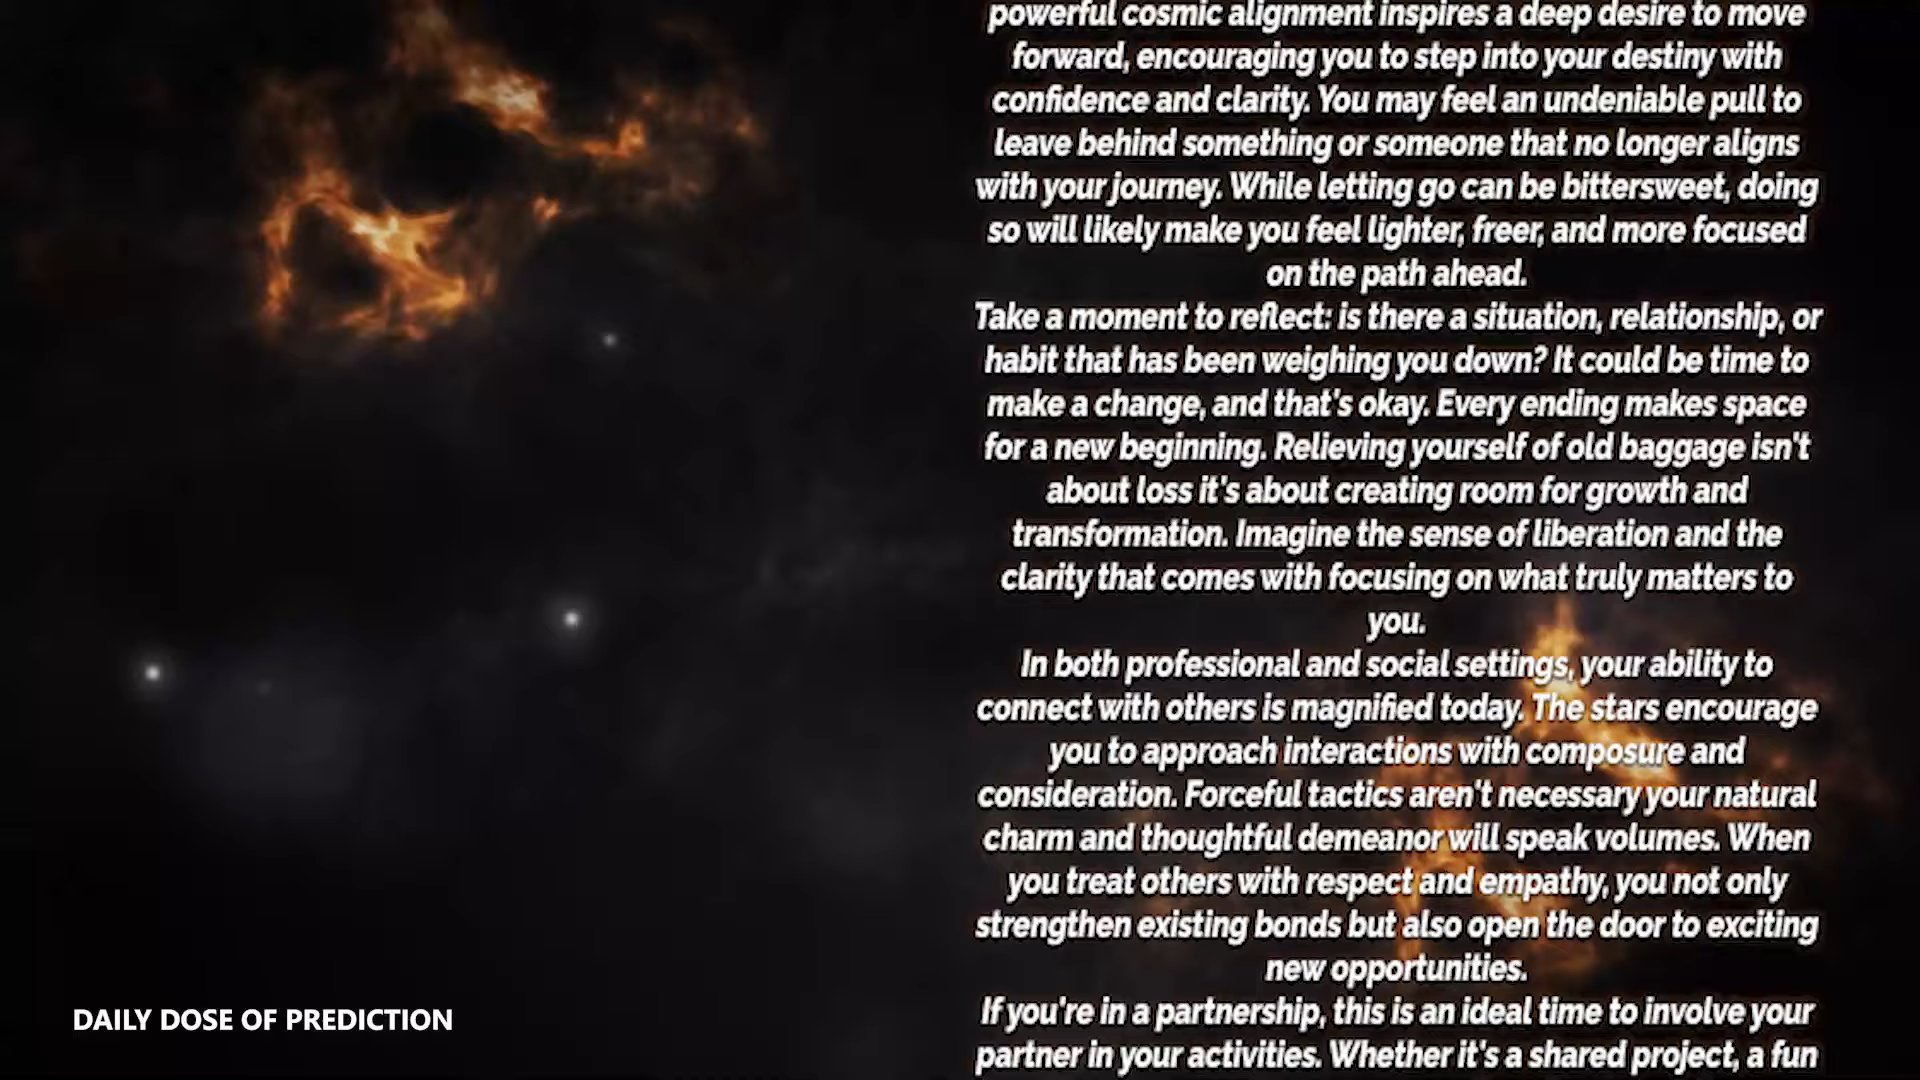 powerful cosmic alignment inspires a deep desire to move
forward, encouraging you to step into your destiny with
confidence and clarity. You may feel an undeniable pull to
leave behind something or someone that no longer aligns
with your journey. While letting go can be bittersweet, doing
so will likely make you feel lighter, freer, and more focused
on the path ahead.
Take a moment to reflect: is there a situation, relationship, or
habit that has been weighing you down? It could be time to
make a change, and that's okay. Every ending makes space
for a new beginning. Relieving yourself of old baggage isn't
about loss it's about creating room for growth and
transformation. Imagine the sense of liberation and the
clarity that comes with focusing on what truly matters to
you.
In both professional and social settings, your ability to
connect with others is magnified today. The stars encourage
you to approach interactions with composure and
consideration. Forceful tactics aren't necessary your natural
charm and thoughtful demeanor will speak volumes. When
you treat others with respect and empathy, you not only
strengthen existing bonds but also open the door to exciting
new opportunities.
If you're in a partnership, this is an ideal time to involve your
partner in your activities. Whether it's a shared project, a fun
DAILY DOSE OF PREDICTION